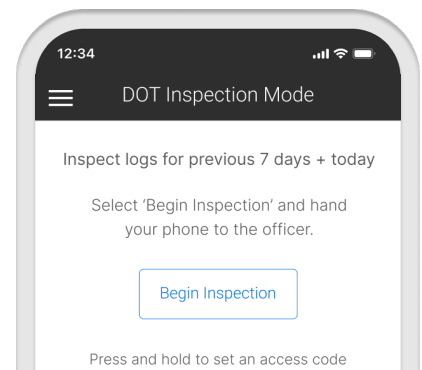 12:34
DOT Inspection Mode
Inspect logs for previous 7 days + today
Select ‘Begin Inspection’ and hand
your phone to the officer.
Begin Inspection
Press and hold to set an access code